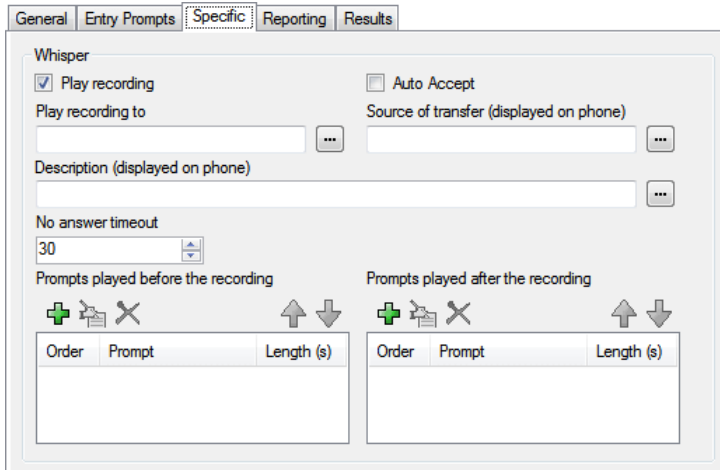 General Entry Prompts Specific Reporting Results
Whisper
Play recording Auto Accept
Play recording to Source of transfer (displayed on phone)
... ...
Description (displayed on phone)
...
No answer timeout
30
Prompts played before the recording Prompts played after the recording
Order Prompt Length (s) Order Prompt Length (s)